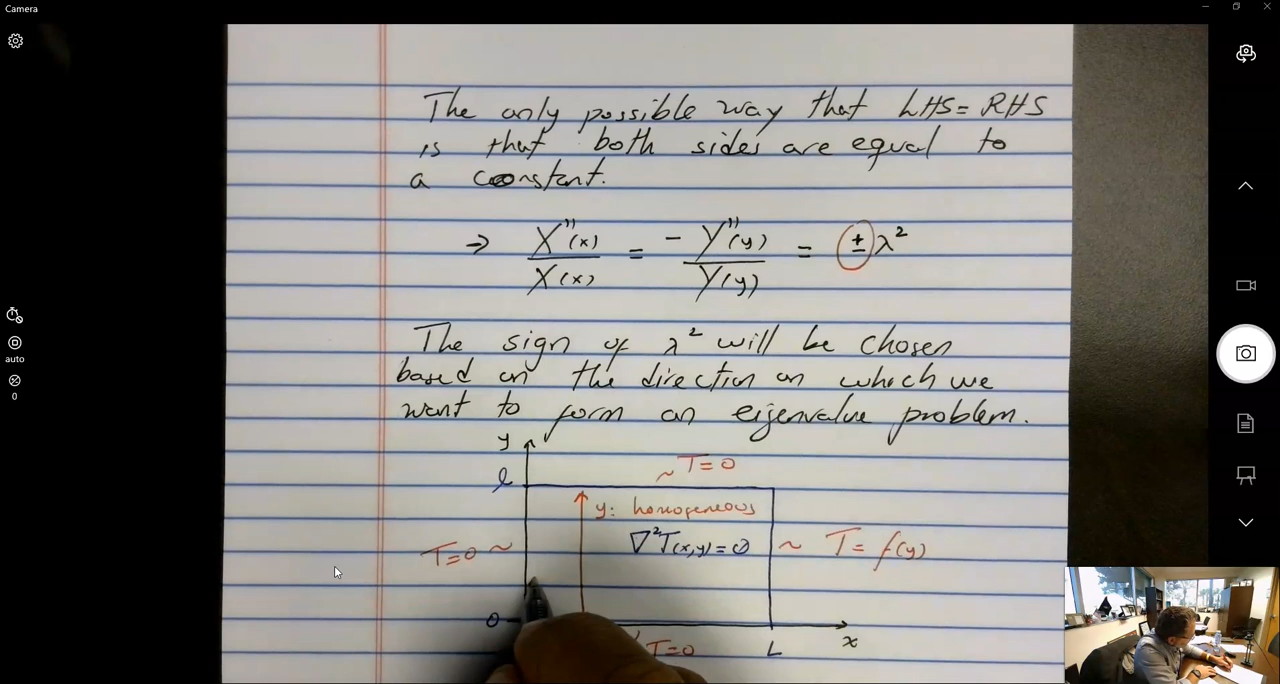 Camera
The only possible way that LHS = RHS
is that both sides are equal to
a constant.
→ X''(x) / X(x) = - Y''(y) / Y(y) = ± λ²
The sign of λ² will be chosen
based on the direction on which we
want to form an eigenvalue problem.
y
l
~ T=0
y: homogeneous
T=0 ~
∇²T(x,y) = 0
~ T = f(y)
0
T=0
L
x
auto
0